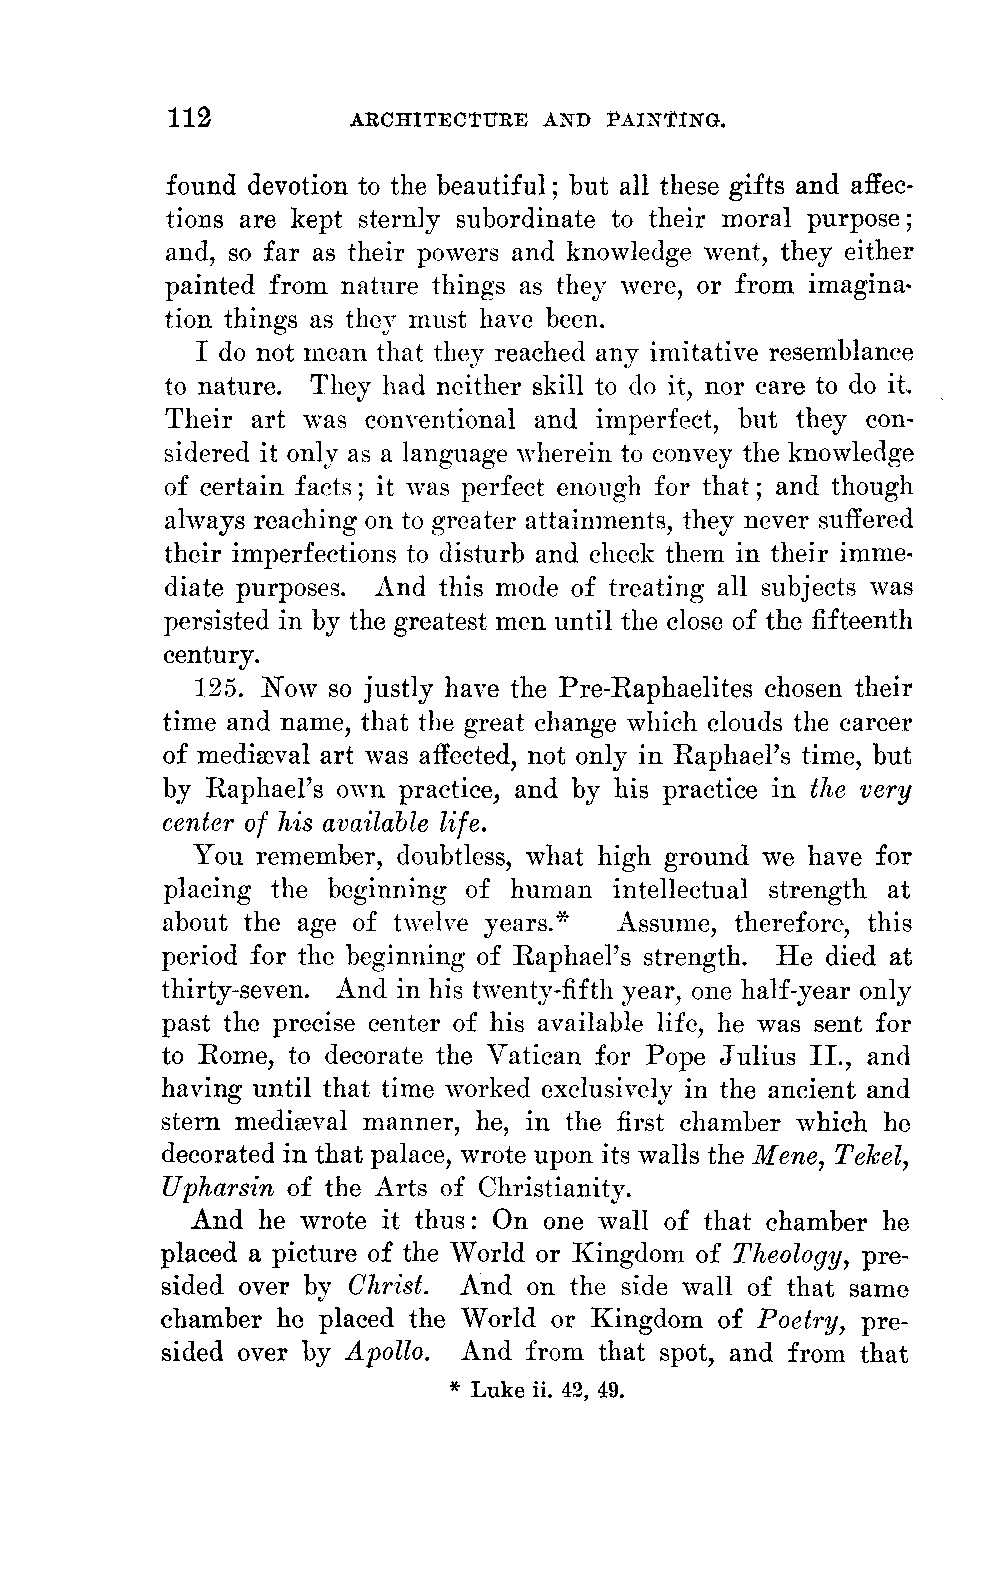 112 ARCHITECTURE AND PAINTING.
found devotion to the beautiful; but all these gifts and affec-
tions are kept sternly subordinate to their moral purpose;
and, so far as their powers and knowledge went, they either
painted from nature things as they were, or from imagina-
tion things as they must have been.
I do not mean that they reached any imitative resemblance
to nature. They had neither skill to do it, nor care to do it.
Their art was conventional and imperfect, but they con-
sidered it only as a language wherein to convey the knowledge
of certain facts; it was perfect enough for that; and though
always reaching on to greater attainments, they never suffered
their imperfections to disturb and check them in their imme-
diate purposes. And this mode of treating all subjects was
persisted in by the greatest men until the close of the fifteenth
century.
125. Now so justly have the Pre-Raphaelites chosen their
time and name, that the great change which clouds the career
of mediæval art was affected, not only in Raphael's time, but
by Raphael's own practice, and by his practice in the very
center of his available life.
You remember, doubtless, what high ground we have for
placing the beginning of human intellectual strength at
about the age of twelve years.* Assume, therefore, this
period for the beginning of Raphael's strength. He died at
thirty-seven. And in his twenty-fifth year, one half-year only
past the precise center of his available life, he was sent for
to Rome, to decorate the Vatican for Pope Julius II., and
having until that time worked exclusively in the ancient and
stern mediæval manner, he, in the first chamber which he
decorated in that palace, wrote upon its walls the Mene, Tekel,
Upharsin of the Arts of Christianity.
And he wrote it thus: On one wall of that chamber he
placed a picture of the World or Kingdom of Theology, pre-
sided over by Christ. And on the side wall of that same
chamber he placed the World or Kingdom of Poetry, pre-
sided over by Apollo. And from that spot, and from that
* Luke ii. 42, 49.